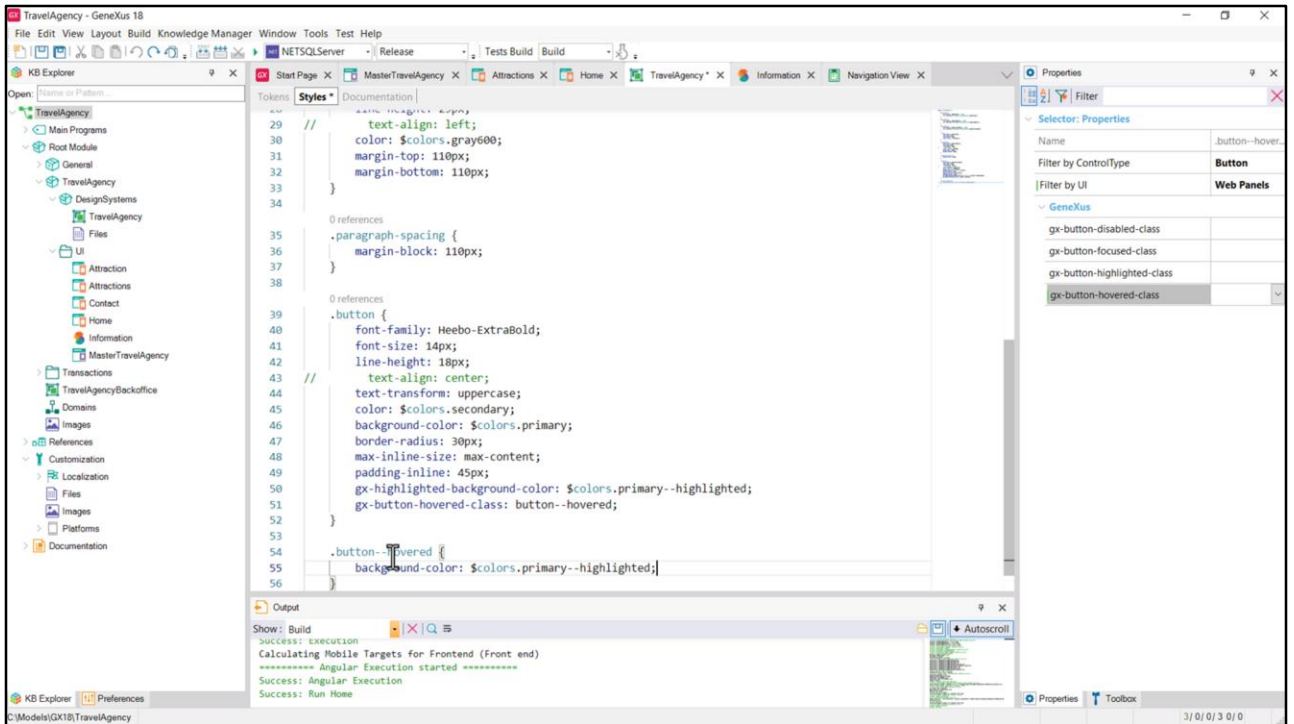 TravelAgency - GeneXus 18
File Edit View Layout Build Knowledge Manager Window Tools Test Help
NETSQLServer Release Tests Build Build
KB Explorer
Open: Name or Pattern...
TravelAgency
Main Programs
Root Module
General
TravelAgency
DesignSystems
TravelAgency
Files
UI
Attraction
Attractions
Contact
Home
Information
MasterTravelAgency
Transactions
TravelAgencyBackoffice
Domains
Images
References
Customization
Localization
Files
Images
Platforms
Documentation
KB Explorer Preferences
Start Page MasterTravelAgency Attractions Home TravelAgency * Information Navigation View
Tokens Styles * Documentation
28 line-height: 25px;
29 // text-align: left;
30 color: $colors.gray600;
31 margin-top: 110px;
32 margin-bottom: 110px;
33 }
34
0 references
35 .paragraph-spacing {
36 margin-block: 110px;
37 }
38
0 references
39 .button {
40 font-family: Heebo-ExtraBold;
41 font-size: 14px;
42 line-height: 18px;
43 // text-align: center;
44 text-transform: uppercase;
45 color: $colors.secondary;
46 background-color: $colors.primary;
47 border-radius: 30px;
48 max-inline-size: max-content;
49 padding-inline: 45px;
50 gx-highlighted-background-color: $colors.primary--highlighted;
51 gx-button-hovered-class: button--hovered;
52 }
53
54 .button--hovered {
55 background-color: $colors.primary--highlighted;
56 }
Output
Show: Build Autoscroll
Success: Execution
Calculating Mobile Targets for Frontend (Front end)
========== Angular Execution started ==========
Success: Angular Execution
Success: Run Home
Properties
Filter
Selector: Properties
Name .button--hover...
Filter by ControlType Button
Filter by UI Web Panels
GeneXus
gx-button-disabled-class
gx-button-focused-class
gx-button-highlighted-class
gx-button-hovered-class
Properties Toolbox
C:\Models\GX18\TravelAgency 3/0/0/3 0/0